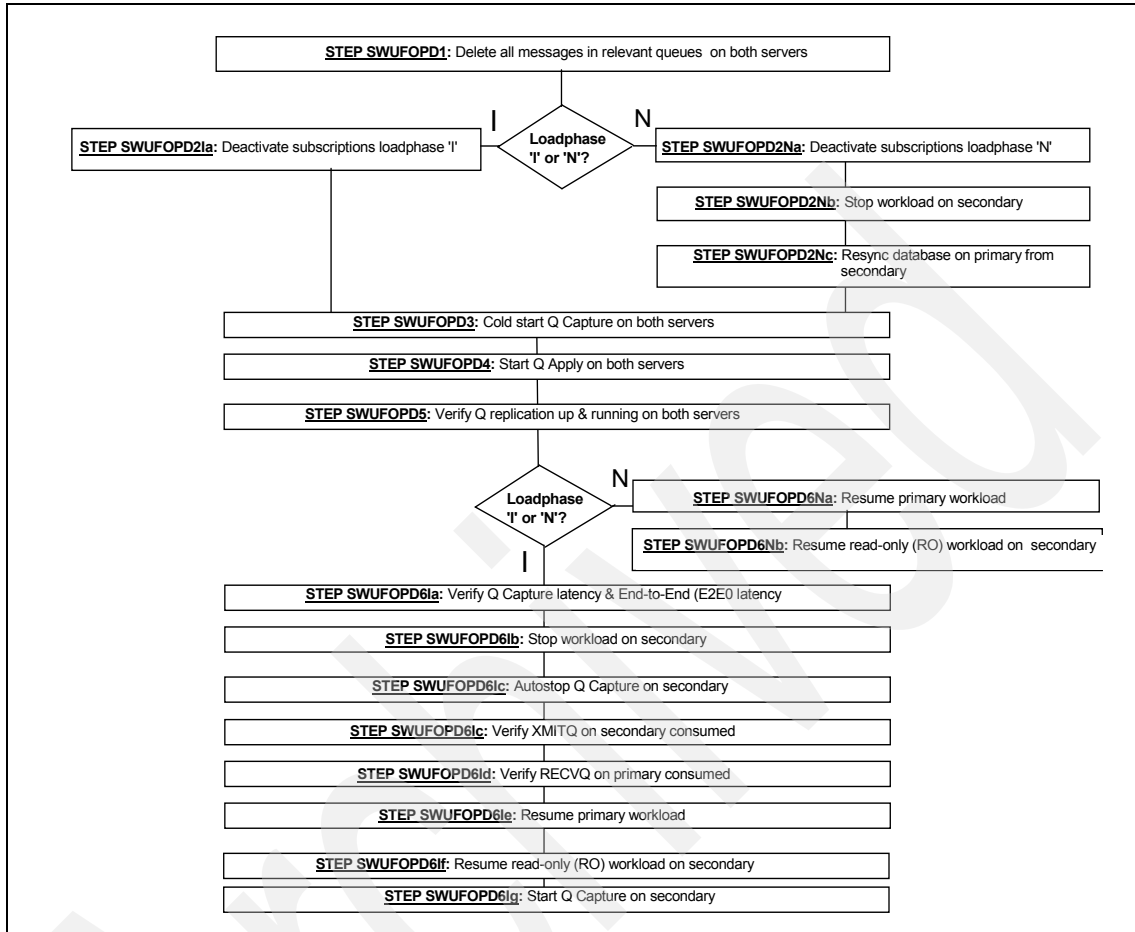 STEP SWUFOPD1: Delete all messages in relevant queues on both servers
I
N
Loadphase
'I' or 'N'?
STEP SWUFOPD2Ia: Deactivate subscriptions loadphase 'I'
STEP SWUFOPD2Na: Deactivate subscriptions loadphase 'N'
STEP SWUFOPD2Nb: Stop workload on secondary
STEP SWUFOPD2Nc: Resync database on primary from
secondary
STEP SWUFOPD3: Cold start Q Capture on both servers
STEP SWUFOPD4: Start Q Apply on both servers
STEP SWUFOPD5: Verify Q replication up & running on both servers
Loadphase
'I' or 'N'?
N
I
STEP SWUFOPD6Na: Resume primary workload
STEP SWUFOPD6Nb: Resume read-only (RO) workload on secondary
STEP SWUFOPD6Ia: Verify Q Capture latency & End-to-End (E2E0 latency
STEP SWUFOPD6Ib: Stop workload on secondary
STEP SWUFOPD6Ic: Autostop Q Capture on secondary
STEP SWUFOPD6Ic: Verify XMITQ on secondary consumed
STEP SWUFOPD6Id: Verify RECVQ on primary consumed
STEP SWUFOPD6Ie: Resume primary workload
STEP SWUFOPD6If: Resume read-only (RO) workload on secondary
STEP SWUFOPD6Ig: Start Q Capture on secondary